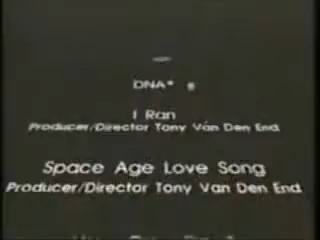 DNA*
I Ran
Producer/Director Tony Van Den End
Space Age Love Song
Producer/Director Tony Van Den End